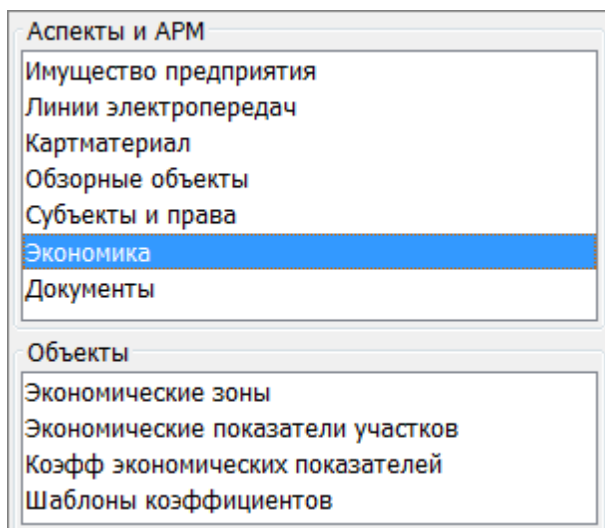 Аспекты и АРМ
Имущество предприятия
Линии электропередач
Картматериал
Обзорные объекты
Субъекты и права
Экономика
Документы
Объекты
Экономические зоны
Экономические показатели участков
Коэфф экономических показателей
Шаблоны коэффициентов